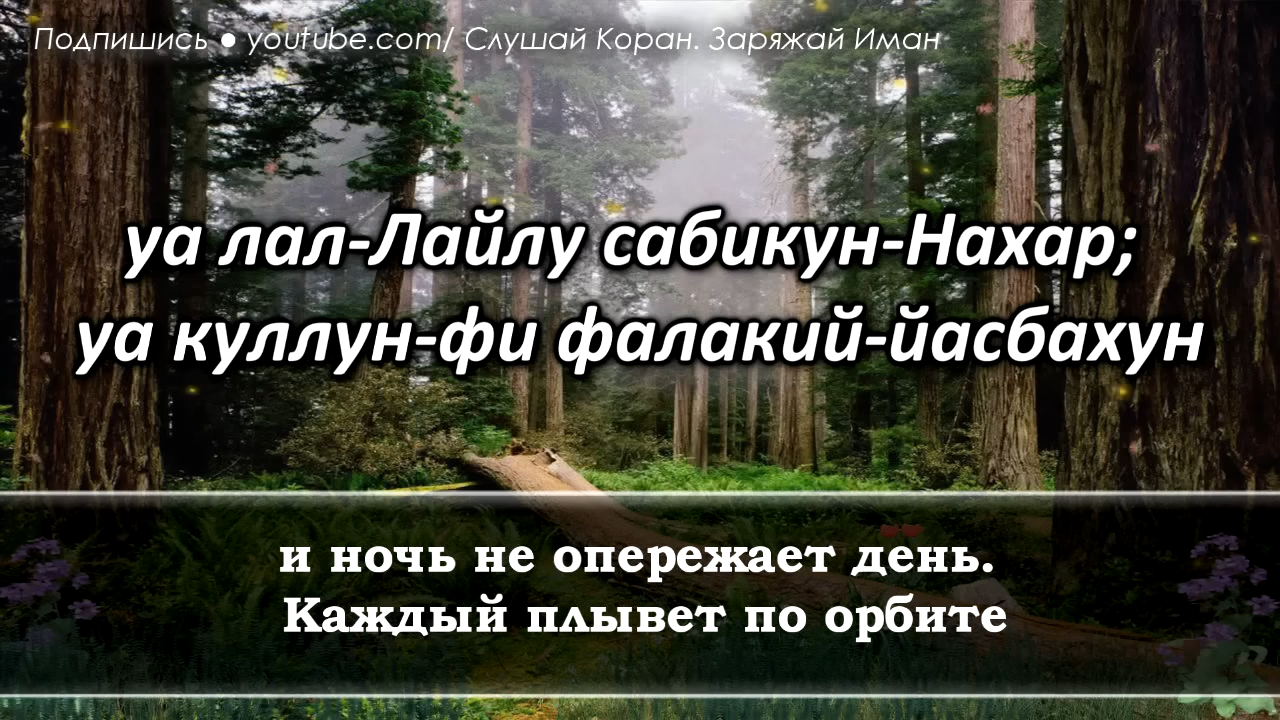 Подпишись ● youtube.com/ Слушай Коран. Заряжай Иман
уа лал-Лайлу сабикун-Нахар;
уа куллун-фи фалакий-йасбахун
и ночь не опережает день.
Каждый плывет по орбите